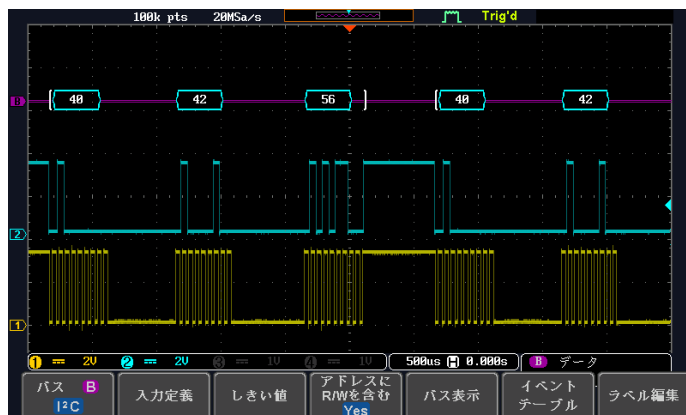 100k pts 20MSa/s Trig'd
B 40 42 56 40 42
2
1
1 2V 2 2V 3 1V 4 1V 500us H 0.000s B データ
バス B 入力定義 しきい値 アドレスに バス表示 イベント ラベル編集
I²C R/Wを含む テーブル
Yes